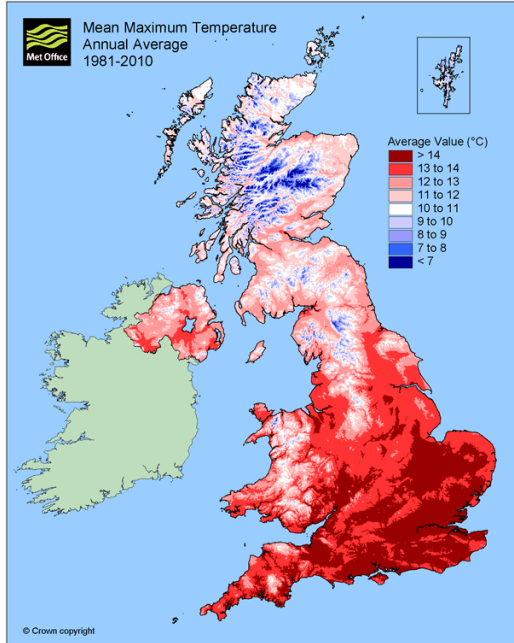 Met Office
Mean Maximum Temperature
Annual Average
1981-2010
Average Value (°C)
> 14
13 to 14
12 to 13
11 to 12
10 to 11
9 to 10
8 to 9
7 to 8
< 7
© Crown copyright